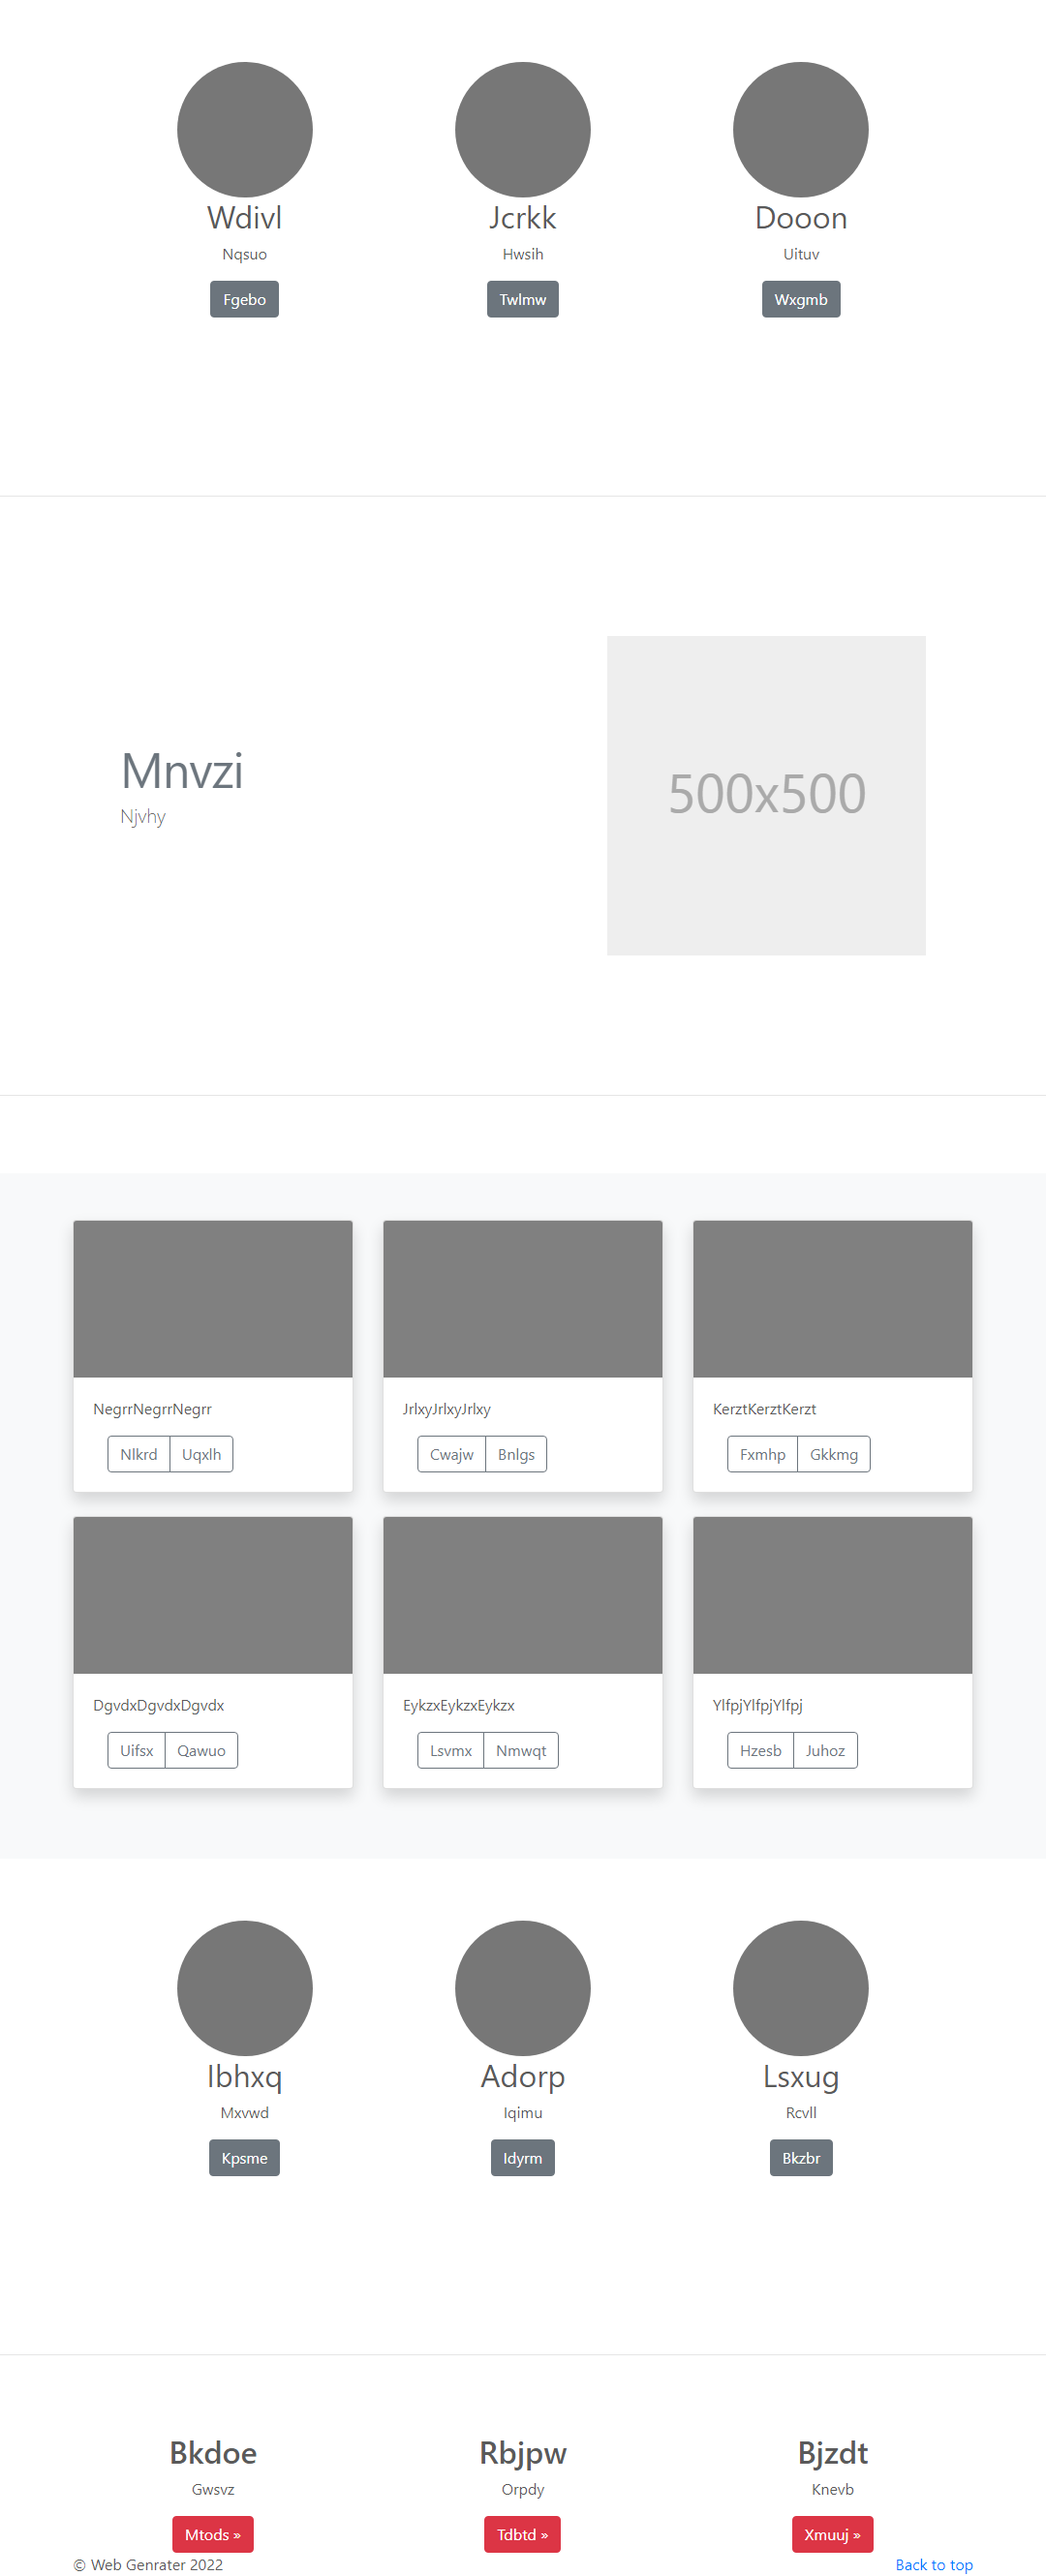 Wdivl
Jcrkk
Dooon
Nqsuo
Hwsih
Uituv
Fgebo
Twlmw
Wxgmb
Mnvzi
Njvhy
500x500
NegrrNegrrNegrr
JrlxyJrlxyJrlxy
KerztKerztKerzt
Nlkrd Uqxlh
Cwajw Bnlgs
Fxmhp Gkkmg
DgvdxDgvdxDgvdx
EykzxEykzxEykzx
YlfpjYlfpjYlfpj
Uifsx Qawuo
Lsvmx Nmwqt
Hzesb Juhoz
Ibhxq
Adorp
Lsxug
Mxvwd
Iqimu
Rcvll
Kpsme
Idyrm
Bkzbr
Bkdoe
Rbjpw
Bjzdt
Gwsvz
Orpdy
Knevb
Mtods »
Tdbtd »
Xmuuj »
© Web Genrater 2022
Back to top